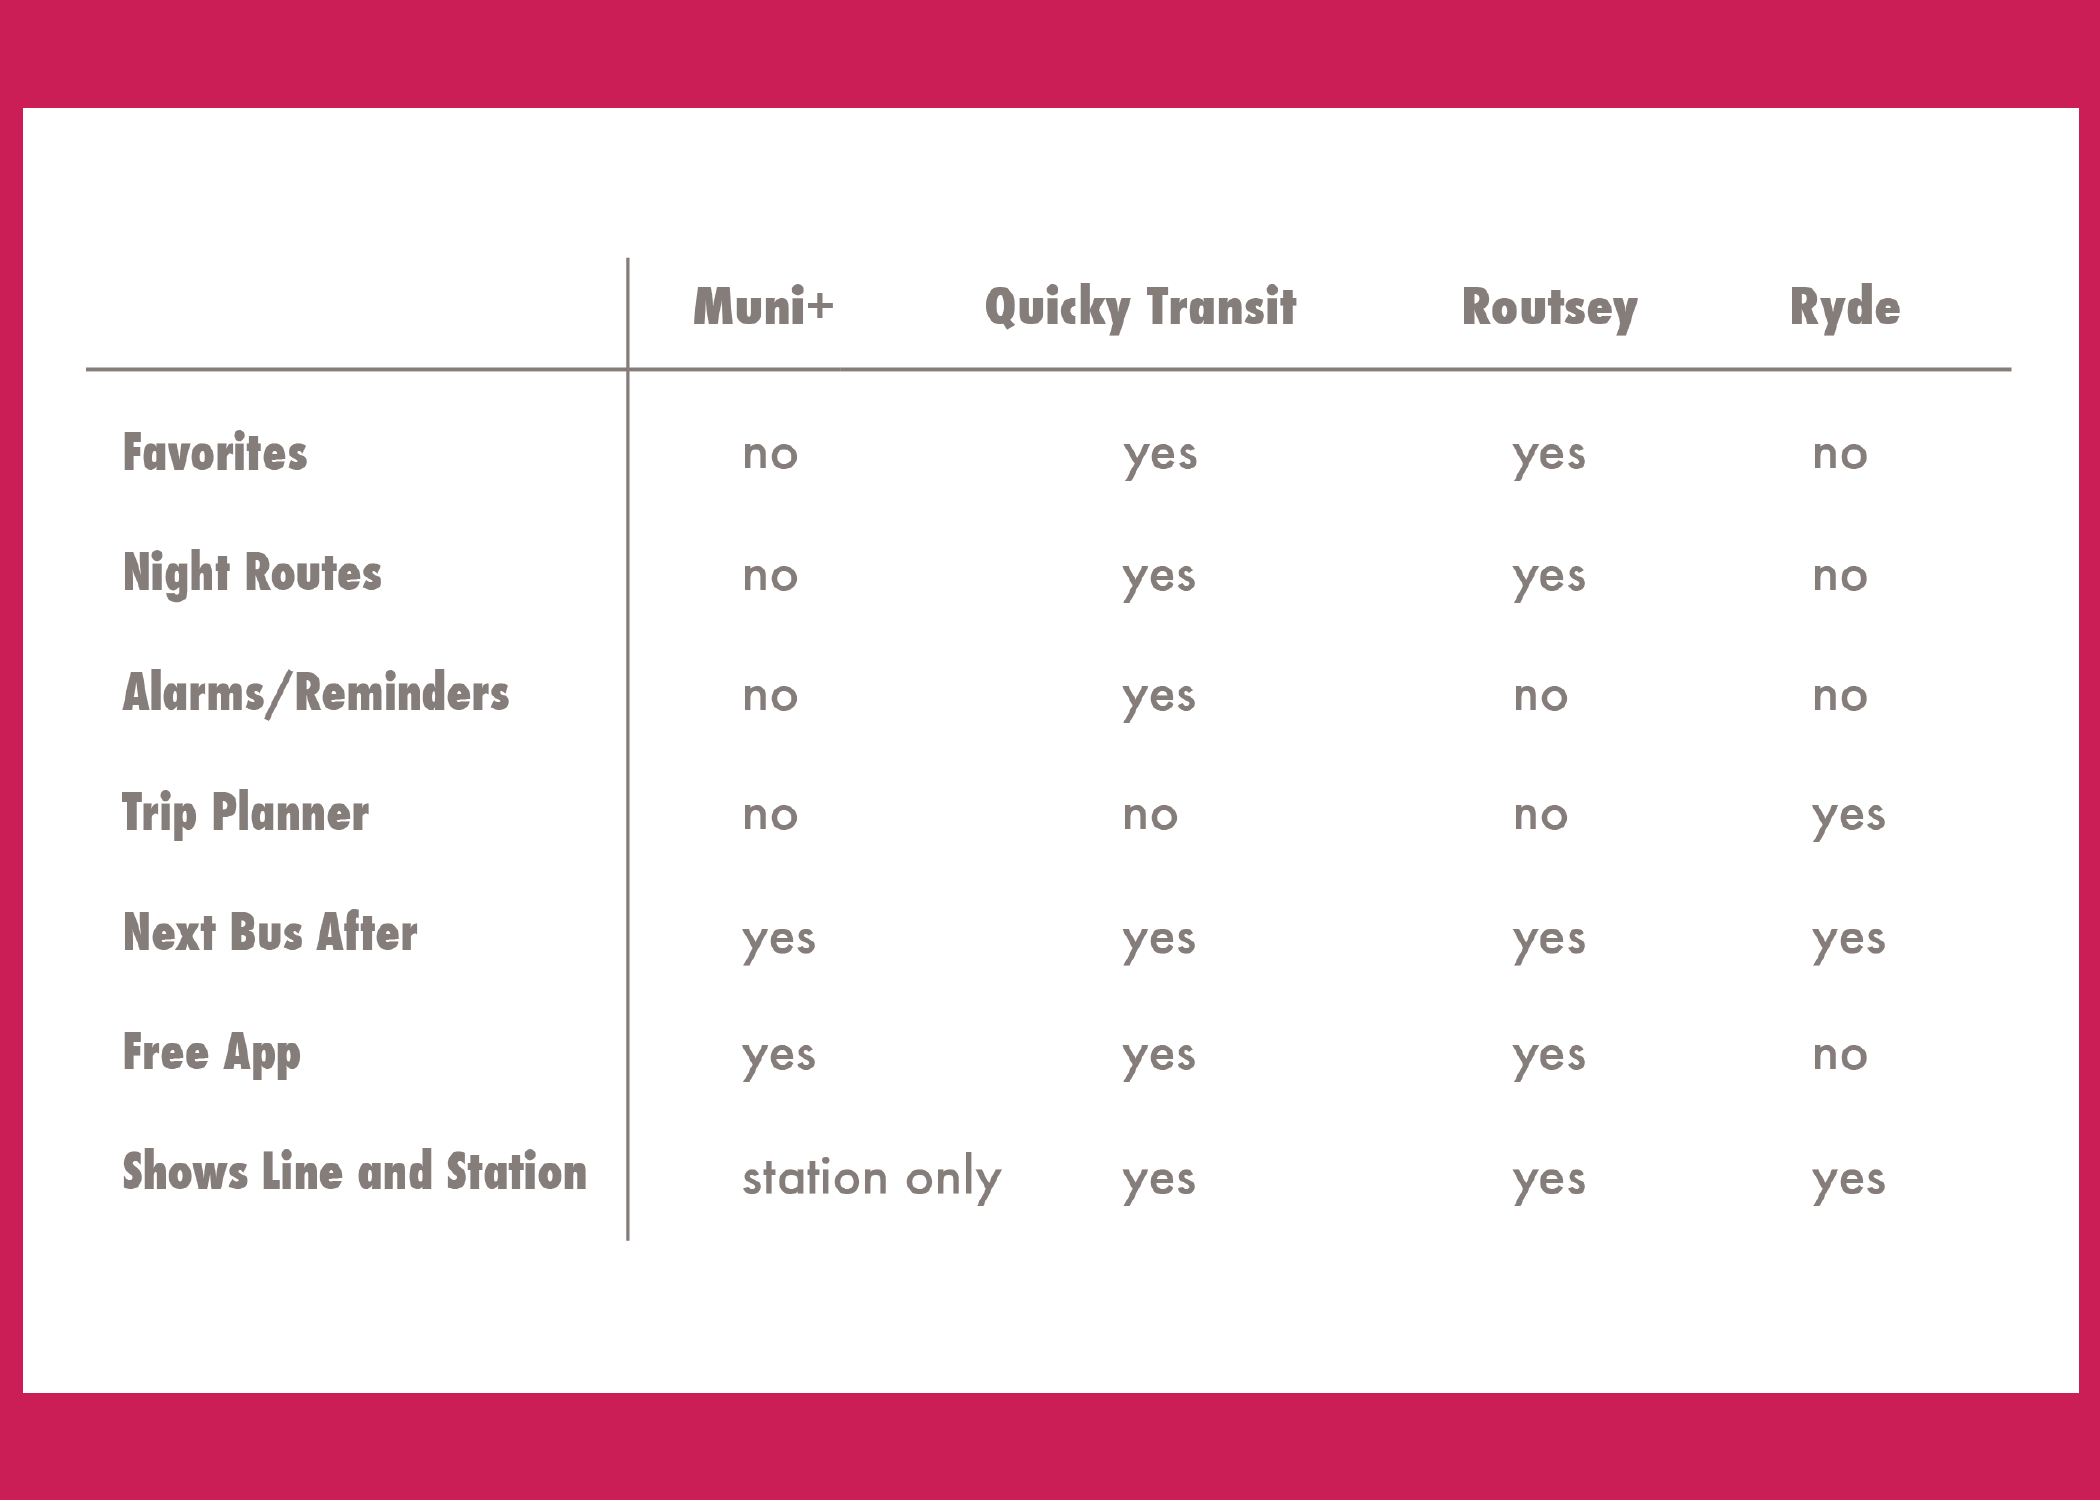 Muni+ Quicky Transit Routsey Ryde
Favorites no yes yes no
Night Routes no yes yes no
Alarms/Reminders no yes no no
Trip Planner no no no yes
Next Bus After yes yes yes yes
Free App yes yes yes no
Shows Line and Station station only yes yes yes